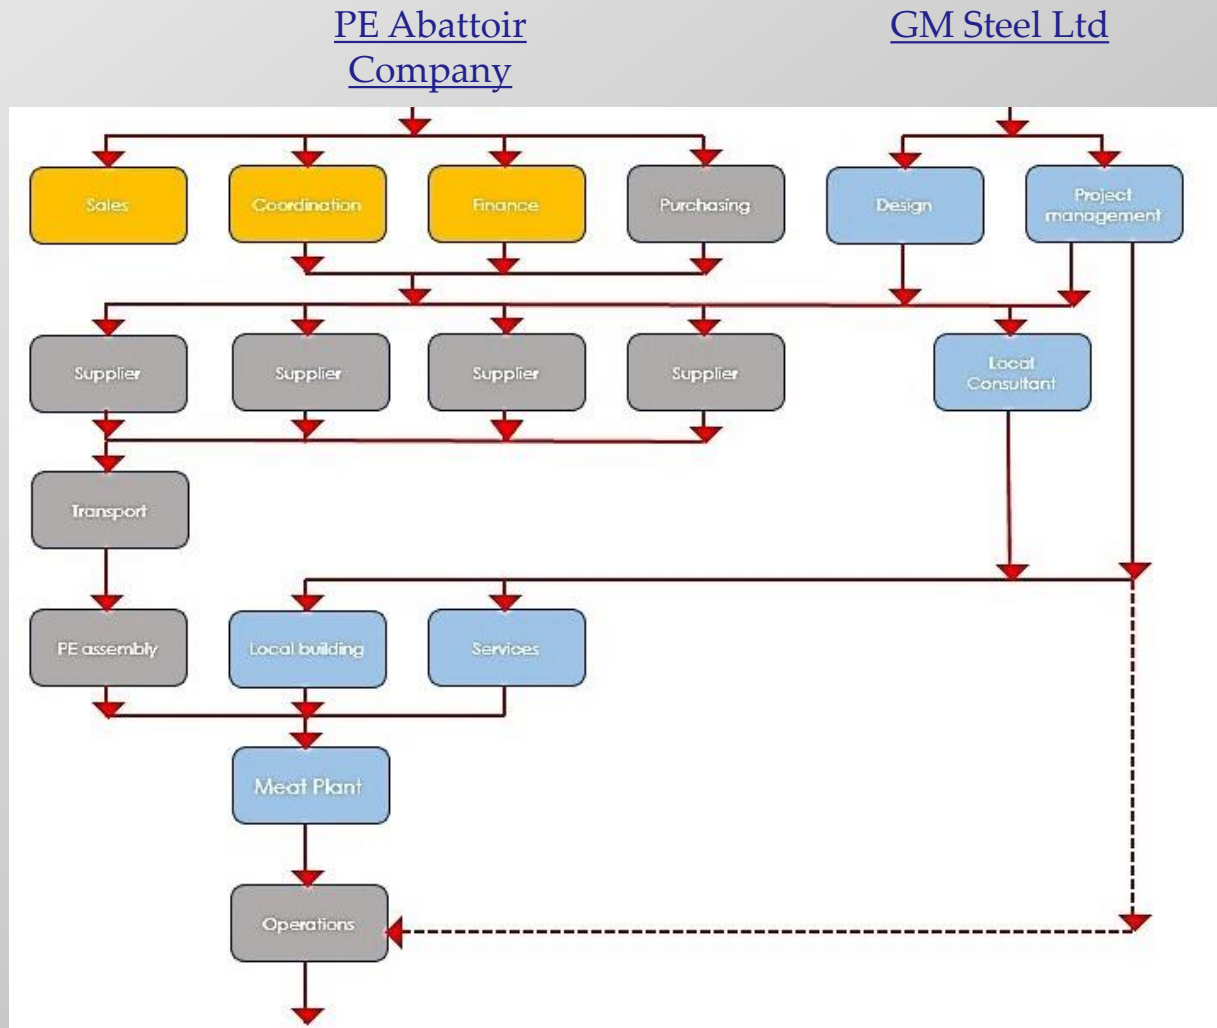 PE Abattoir
Company
GM Steel Ltd
Sales
Coordination
Finance
Purchasing
Design
Project
management
Supplier
Supplier
Supplier
Supplier
Local
Consultant
Transport
PE assembly
Local building
Services
Meat Plant
Operations